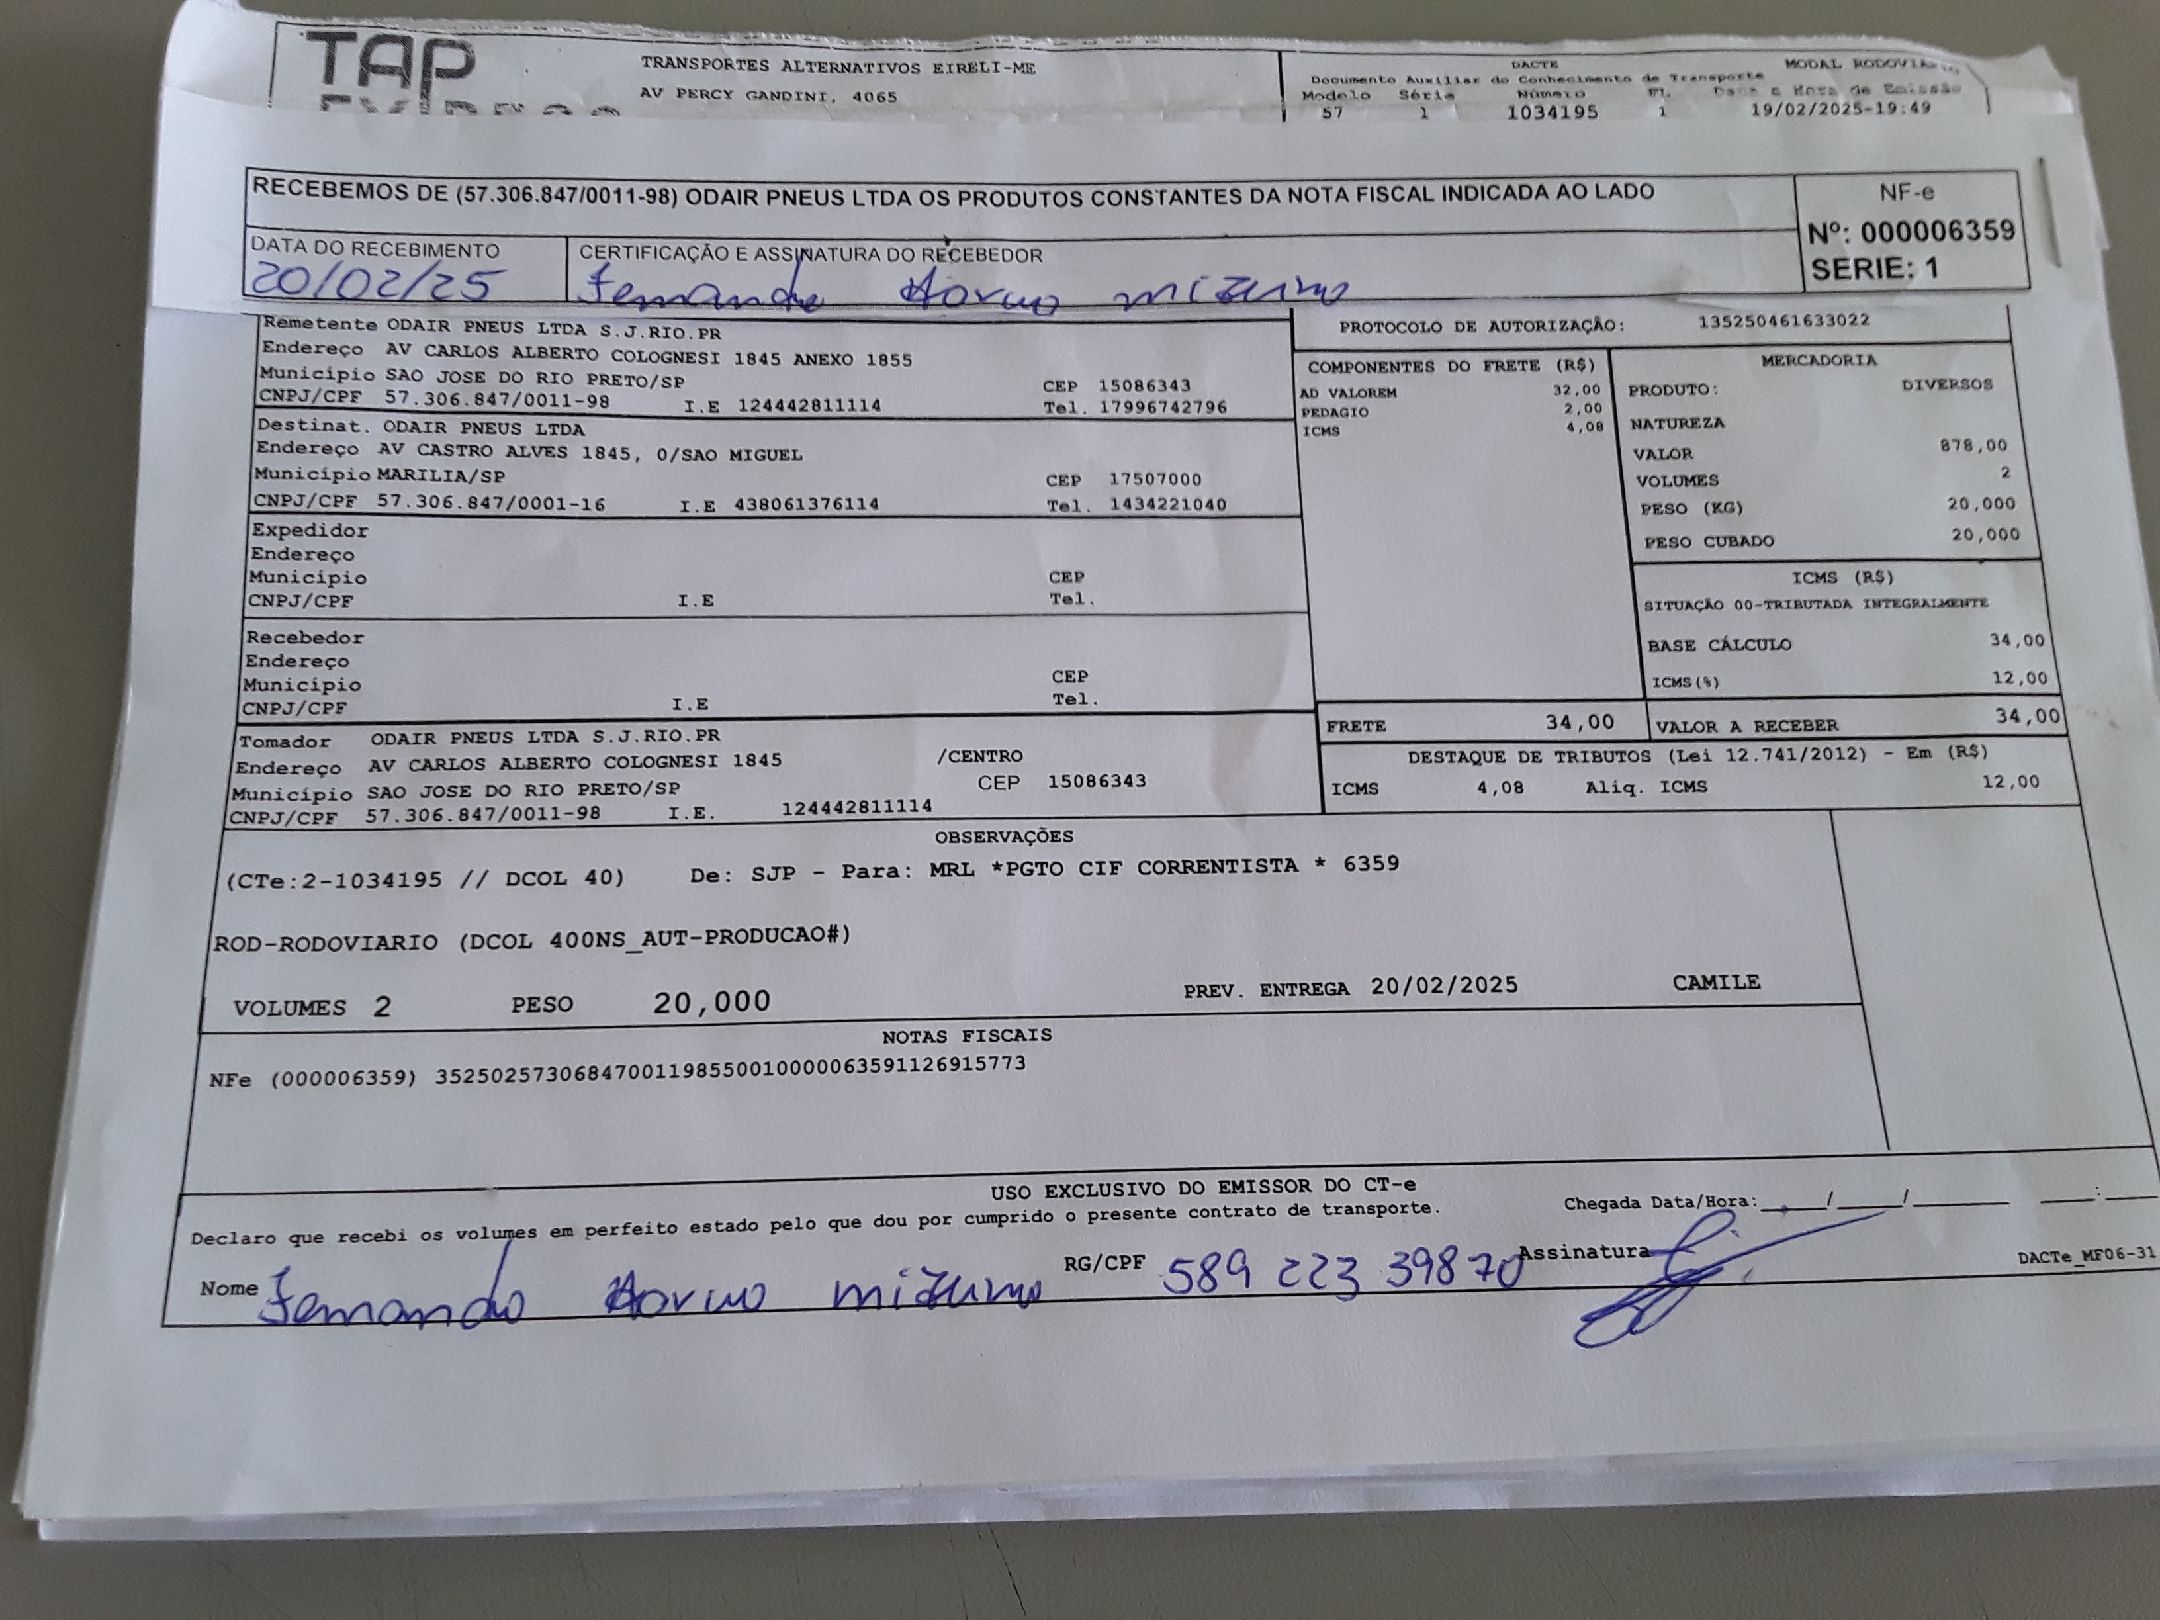 TAP
TRANSPORTES ALTERNATIVOS EIRELI-ME
AV PERCY GANDINI, 4065
DACTE
Documento Auxiliar do Conhecimento de Transporte
MODAL RODOVIARIO
Modelo Série Número FL Data e Hora de Emissão
57 1 1034195 1 19/02/2025-19:49
RECEBEMOS DE (57.306.847/0011-98) ODAIR PNEUS LTDA OS PRODUTOS CONSTANTES DA NOTA FISCAL INDICADA AO LADO
NF-e
Nº: 000006359
SERIE: 1
DATA DO RECEBIMENTO
20/02/25
CERTIFICAÇÃO E ASSINATURA DO RECEBEDOR
Fernando mizuno
Remetente ODAIR PNEUS LTDA S.J.RIO.PR
Endereço AV CARLOS ALBERTO COLOGNESI 1845 ANEXO 1855
Município SAO JOSE DO RIO PRETO/SP CEP 15086343
CNPJ/CPF 57.306.847/0011-98 I.E 124442811114 Tel. 17996742796
Destinat. ODAIR PNEUS LTDA
Endereço AV CASTRO ALVES 1845, 0/SAO MIGUEL
Município MARILIA/SP CEP 17507000
CNPJ/CPF 57.306.847/0001-16 I.E 438061376114 Tel. 1434221040
Expedidor
Endereço
Município CEP
CNPJ/CPF I.E Tel.
Recebedor
Endereço
Município CEP
CNPJ/CPF I.E Tel.
Tomador ODAIR PNEUS LTDA S.J.RIO.PR
Endereço AV CARLOS ALBERTO COLOGNESI 1845 /CENTRO
Município SAO JOSE DO RIO PRETO/SP CEP 15086343
CNPJ/CPF 57.306.847/0011-98 I.E. 124442811114
PROTOCOLO DE AUTORIZAÇÃO: 135250461633022
COMPONENTES DO FRETE (R$)
AD VALOREM 32,00
PEDAGIO 2,00
ICMS 4,08
MERCADORIA
PRODUTO: DIVERSOS
NATUREZA
VALOR 878,00
VOLUMES 2
PESO (KG) 20,000
PESO CUBADO 20,000
ICMS (R$)
SITUAÇÃO 00-TRIBUTADA INTEGRALMENTE
BASE CÁLCULO 34,00
ICMS(%) 12,00
FRETE 34,00 VALOR A RECEBER 34,00
DESTAQUE DE TRIBUTOS (Lei 12.741/2012) - Em (R$)
ICMS 4,08 Aliq. ICMS 12,00
OBSERVAÇÕES
(CTe:2-1034195 // DCOL 40) De: SJP - Para: MRL *PGTO CIF CORRENTISTA * 6359
ROD-RODOVIARIO (DCOL 400NS_AUT-PRODUCAO#)
VOLUMES 2 PESO 20,000 PREV. ENTREGA 20/02/2025 CAMILE
NOTAS FISCAIS
NFe (000006359) 35250257306847001198550010000063591126915773
USO EXCLUSIVO DO EMISSOR DO CT-e
Declaro que recebi os volumes em perfeito estado pelo que dou por cumprido o presente contrato de transporte.
Chegada Data/Hora:____/____/______ ___:___
Nome Fernando mizuno RG/CPF 589 223 39870 Assinatura
DACTe_MF06-31